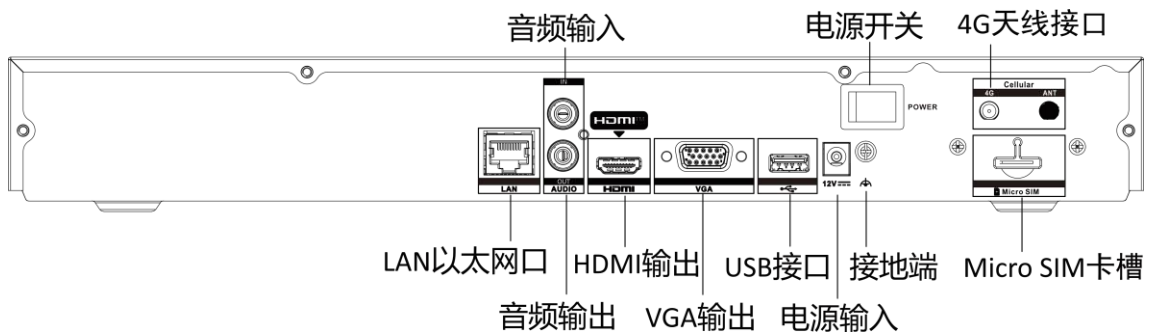 音频输入
电源开关
4G天线接口
IN
Cellular
4G
ANT
POWER
HDMI
LAN
OUT
AUDIO
HDMI
VGA
12V
Micro SIM
LAN以太网口
HDMI输出
USB接口
接地端
Micro SIM卡槽
音频输出
VGA输出
电源输入